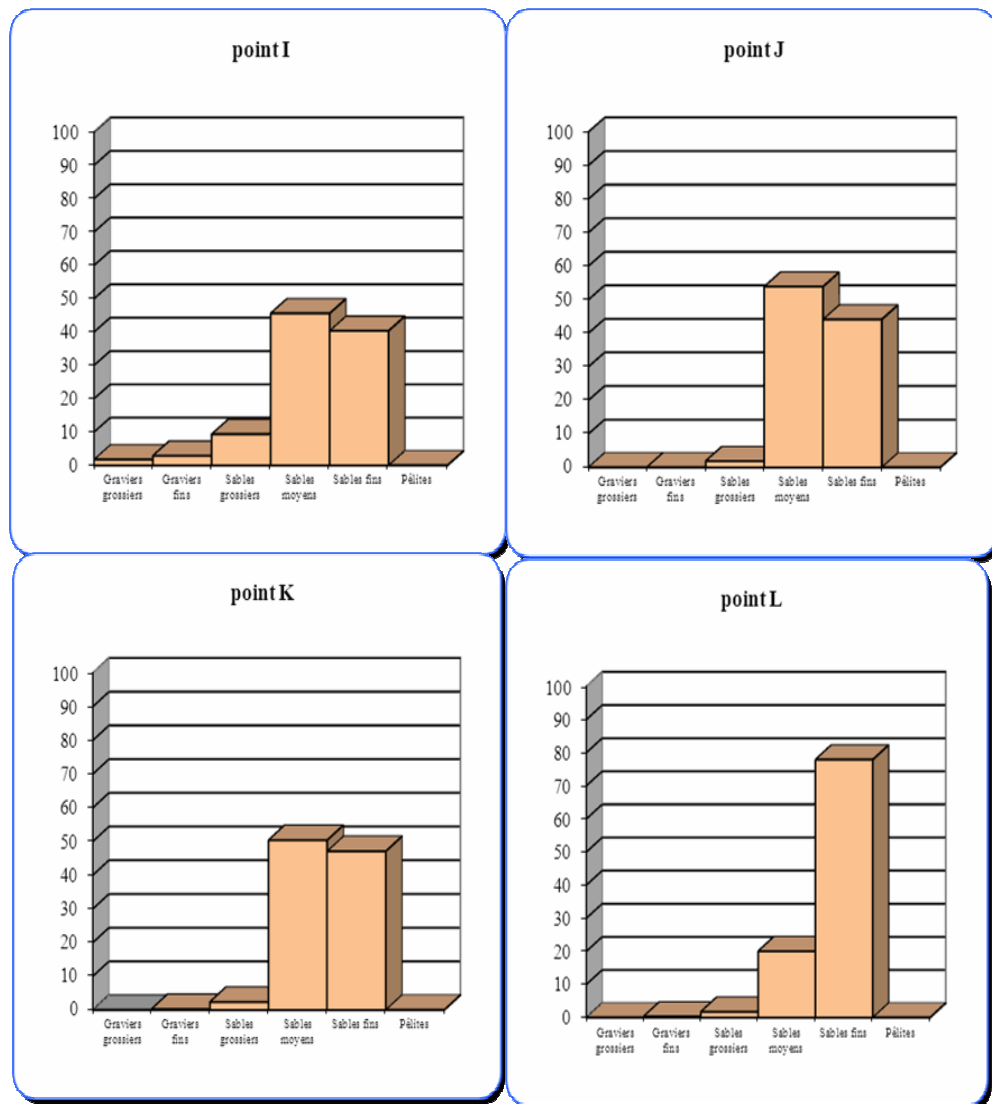 point I
100
90
80
70
60
50
40
30
20
10
0
Graviers
grossiers
Graviers
fins
Sables
grossiers
Sables
moyens
Sables fins
Pélites
point J
100
90
80
70
60
50
40
30
20
10
0
Graviers
grossiers
Graviers
fins
Sables
grossiers
Sables
moyens
Sables fins
Pélites
point K
100
90
80
70
60
50
40
30
20
10
0
Graviers
grossiers
Graviers
fins
Sables
grossiers
Sables
moyens
Sables fins
Pélites
point L
100
90
80
70
60
50
40
30
20
10
0
Graviers
grossiers
Graviers
fins
Sables
grossiers
Sables
moyens
Sables fins
Pélites